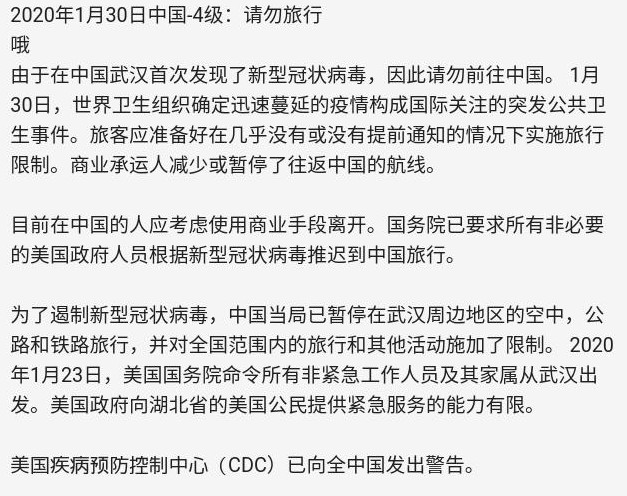 2020年1月30日中国-4级：请勿旅行
哦
由于在中国武汉首次发现了新型冠状病毒，因此请勿前往中国。 1月
30日，世界卫生组织确定迅速蔓延的疫情构成国际关注的突发公共卫
生事件。旅客应准备好在几乎没有或没有提前通知的情况下实施旅行
限制。商业承运人减少或暂停了往返中国的航线。
目前在中国的人应考虑使用商业手段离开。国务院已要求所有非必要
的美国政府人员根据新型冠状病毒推迟到中国旅行。
为了遏制新型冠状病毒，中国当局已暂停在武汉周边地区的空中，公
路和铁路旅行，并对全国范围内的旅行和其他活动施加了限制。 2020
年1月23日，美国国务院命令所有非紧急工作人员及其家属从武汉出
发。美国政府向湖北省的美国公民提供紧急服务的能力有限。
美国疾病预防控制中心（CDC）已向全中国发出警告。